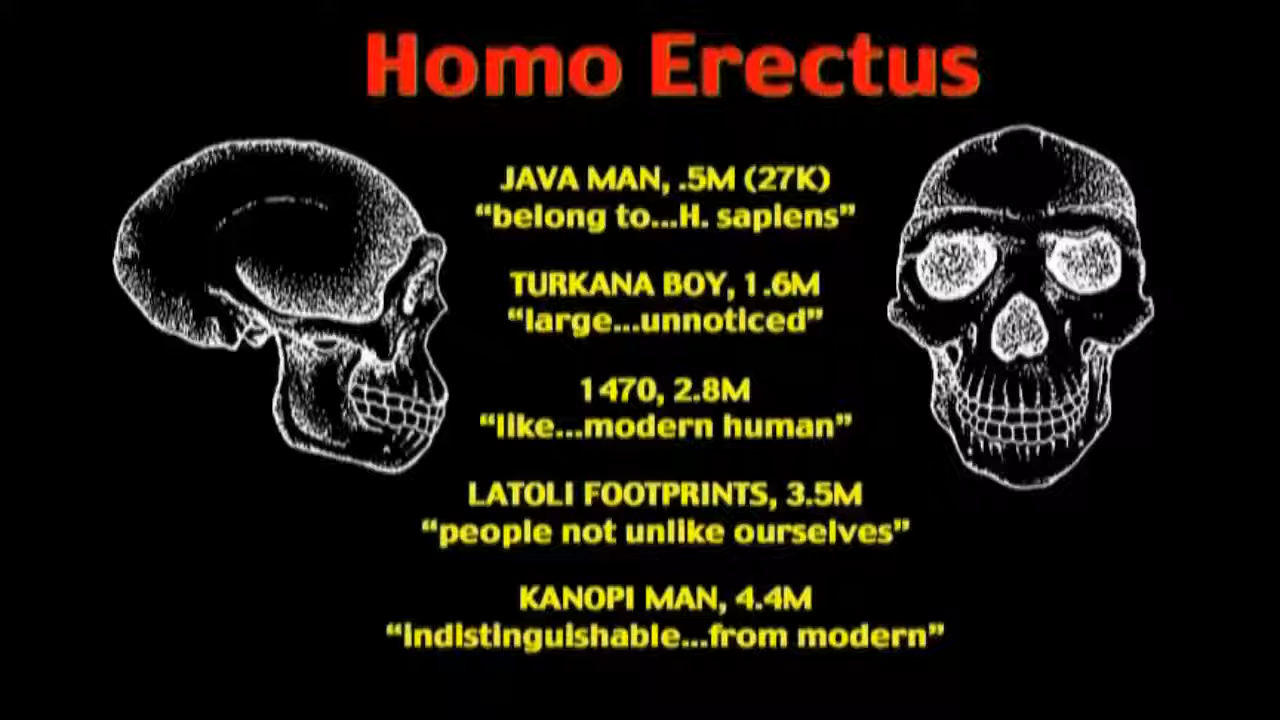 Homo Erectus
JAVA MAN, .5M (27K)
“belong to...H. sapiens”
TURKANA BOY, 1.6M
“large...unnoticed”
1470, 2.8M
“like...modern human”
LATOLI FOOTPRINTS, 3.5M
“people not unlike ourselves”
KANOPI MAN, 4.4M
“indistinguishable...from modern”